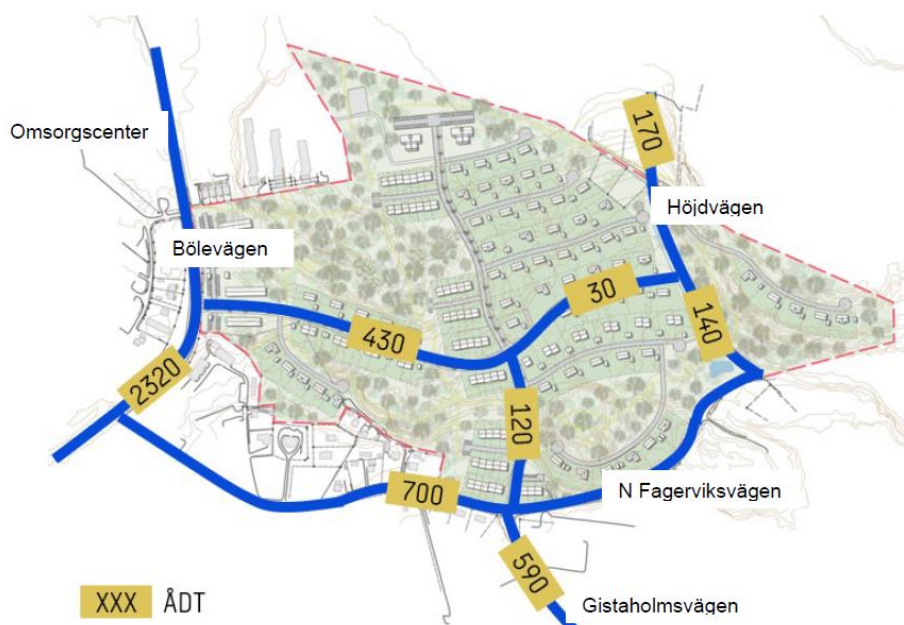 Omsorgscenter
170
Höjdvägen
Bölevägen
30
430
140
2320
120
700
N Fagerviksvägen
590
XXX ÅDT
Gistaholmsvägen